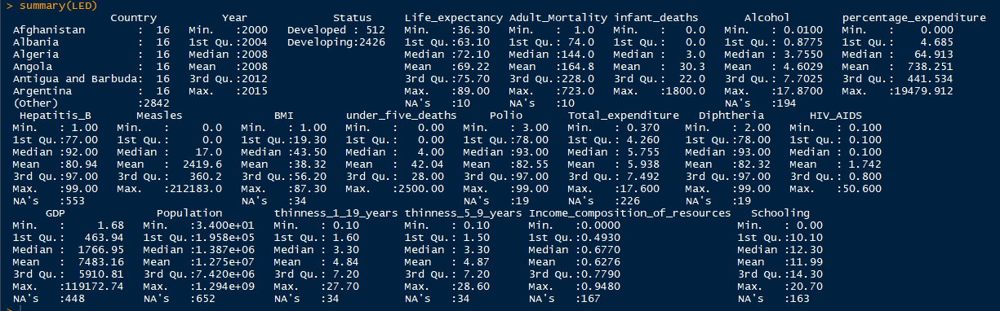 > summary(LED)
Country Year Status Life_expectancy Adult_Mortality infant_deaths Alcohol percentage_expenditure
Afghanistan : 16 Min. :2000 Developed : 512 Min. :36.30 Min. : 1.0 Min. : 0.0 Min. : 0.0100 Min. : 0.000
Albania : 16 1st Qu.:2004 Developing:2426 1st Qu.:63.10 1st Qu.: 74.0 1st Qu.: 0.0 1st Qu.: 0.8775 1st Qu.: 4.685
Algeria : 16 Median :2008 Median :72.10 Median :144.0 Median : 3.0 Median : 3.7550 Median : 64.913
Angola : 16 Mean :2008 Mean :69.22 Mean :164.8 Mean : 30.3 Mean : 4.6029 Mean : 738.251
Antigua and Barbuda: 16 3rd Qu.:2012 3rd Qu.:75.70 3rd Qu.:228.0 3rd Qu.: 22.0 3rd Qu.: 7.7025 3rd Qu.: 441.534
Argentina : 16 Max. :2015 Max. :89.00 Max. :723.0 Max. :1800.0 Max. :17.8700 Max. :19479.912
(Other) :2842 NA's :10 NA's :10 NA's :194
Hepatitis_B Measles BMI under_five_deaths Polio Total_expenditure Diphtheria HIV_AIDS
Min. : 1.00 Min. : 0.0 Min. : 1.00 Min. : 0.00 Min. : 3.00 Min. : 0.370 Min. : 2.00 Min. : 0.100
1st Qu.:77.00 1st Qu.: 0.0 1st Qu.:19.30 1st Qu.: 0.00 1st Qu.:78.00 1st Qu.: 4.260 1st Qu.:78.00 1st Qu.: 0.100
Median :92.00 Median : 17.0 Median :43.50 Median : 4.00 Median :93.00 Median : 5.755 Median :93.00 Median : 0.100
Mean :80.94 Mean : 2419.6 Mean :38.32 Mean : 42.04 Mean :82.55 Mean : 5.938 Mean :82.32 Mean : 1.742
3rd Qu.:97.00 3rd Qu.: 360.2 3rd Qu.:56.20 3rd Qu.: 28.00 3rd Qu.:97.00 3rd Qu.: 7.492 3rd Qu.:97.00 3rd Qu.: 0.800
Max. :99.00 Max. :212183.0 Max. :87.30 Max. :2500.00 Max. :99.00 Max. :17.600 Max. :99.00 Max. :50.600
NA's :553 NA's :34 NA's :19 NA's :226 NA's :19
GDP Population thinness_1_19_years thinness_5_9_years Income_composition_of_resources Schooling
Min. : 1.68 Min. :3.400e+01 Min. : 0.10 Min. : 0.10 Min. :0.0000 Min. : 0.00
1st Qu.: 463.94 1st Qu.:1.958e+05 1st Qu.: 1.60 1st Qu.: 1.50 1st Qu.:0.4930 1st Qu.:10.10
Median : 1766.95 Median :1.387e+06 Median : 3.30 Median : 3.30 Median :0.6770 Median :12.30
Mean : 7483.16 Mean :1.275e+07 Mean : 4.84 Mean : 4.87 Mean :0.6276 Mean :11.99
3rd Qu.: 5910.81 3rd Qu.:7.420e+06 3rd Qu.: 7.20 3rd Qu.: 7.20 3rd Qu.:0.7790 3rd Qu.:14.30
Max. :119172.74 Max. :1.294e+09 Max. :27.70 Max. :28.60 Max. :0.9480 Max. :20.70
NA's :448 NA's :652 NA's :34 NA's :34 NA's :167 NA's :163
>